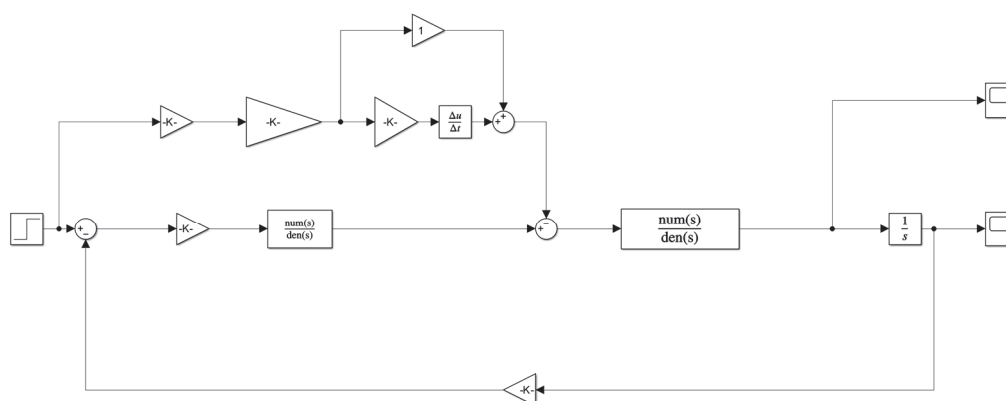 1
-K-
-K-
-K-
Δu
Δt
+
+
+
-
-K-
num(s)
den(s)
+
-
num(s)
den(s)
1
s
-K-